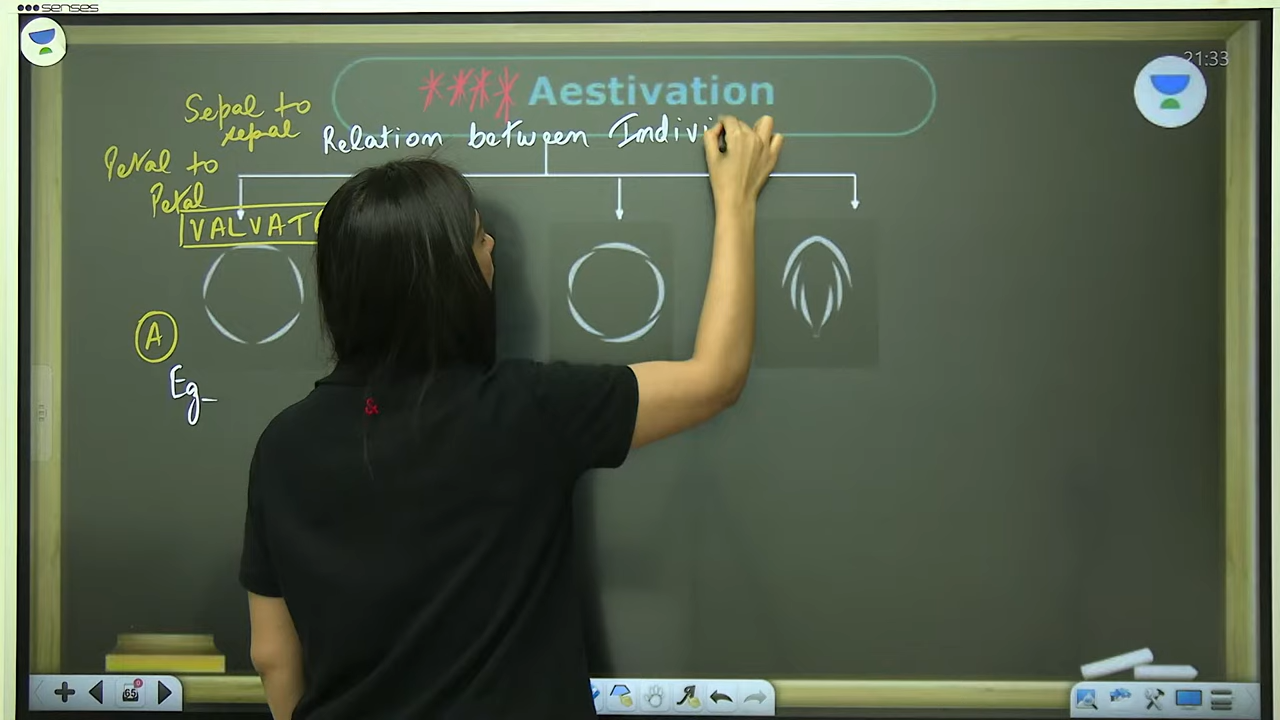 senses
21:33
**** Aestivation
Sepal to
sepal
Relation between Indivi
Petal to
Petal
VALVAT
A
Eg-
65